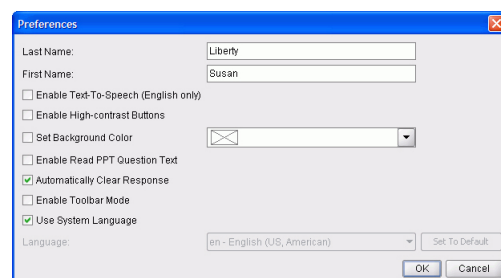 Preferences
Last Name: Liberty
First Name: Susan
Enable Text-To-Speech (English only)
Enable High-contrast Buttons
Set Background Color
Enable Read PPT Question Text
Automatically Clear Response
Enable Toolbar Mode
Use System Language
Language: en - English (US, American) Set To Default
OK Cancel